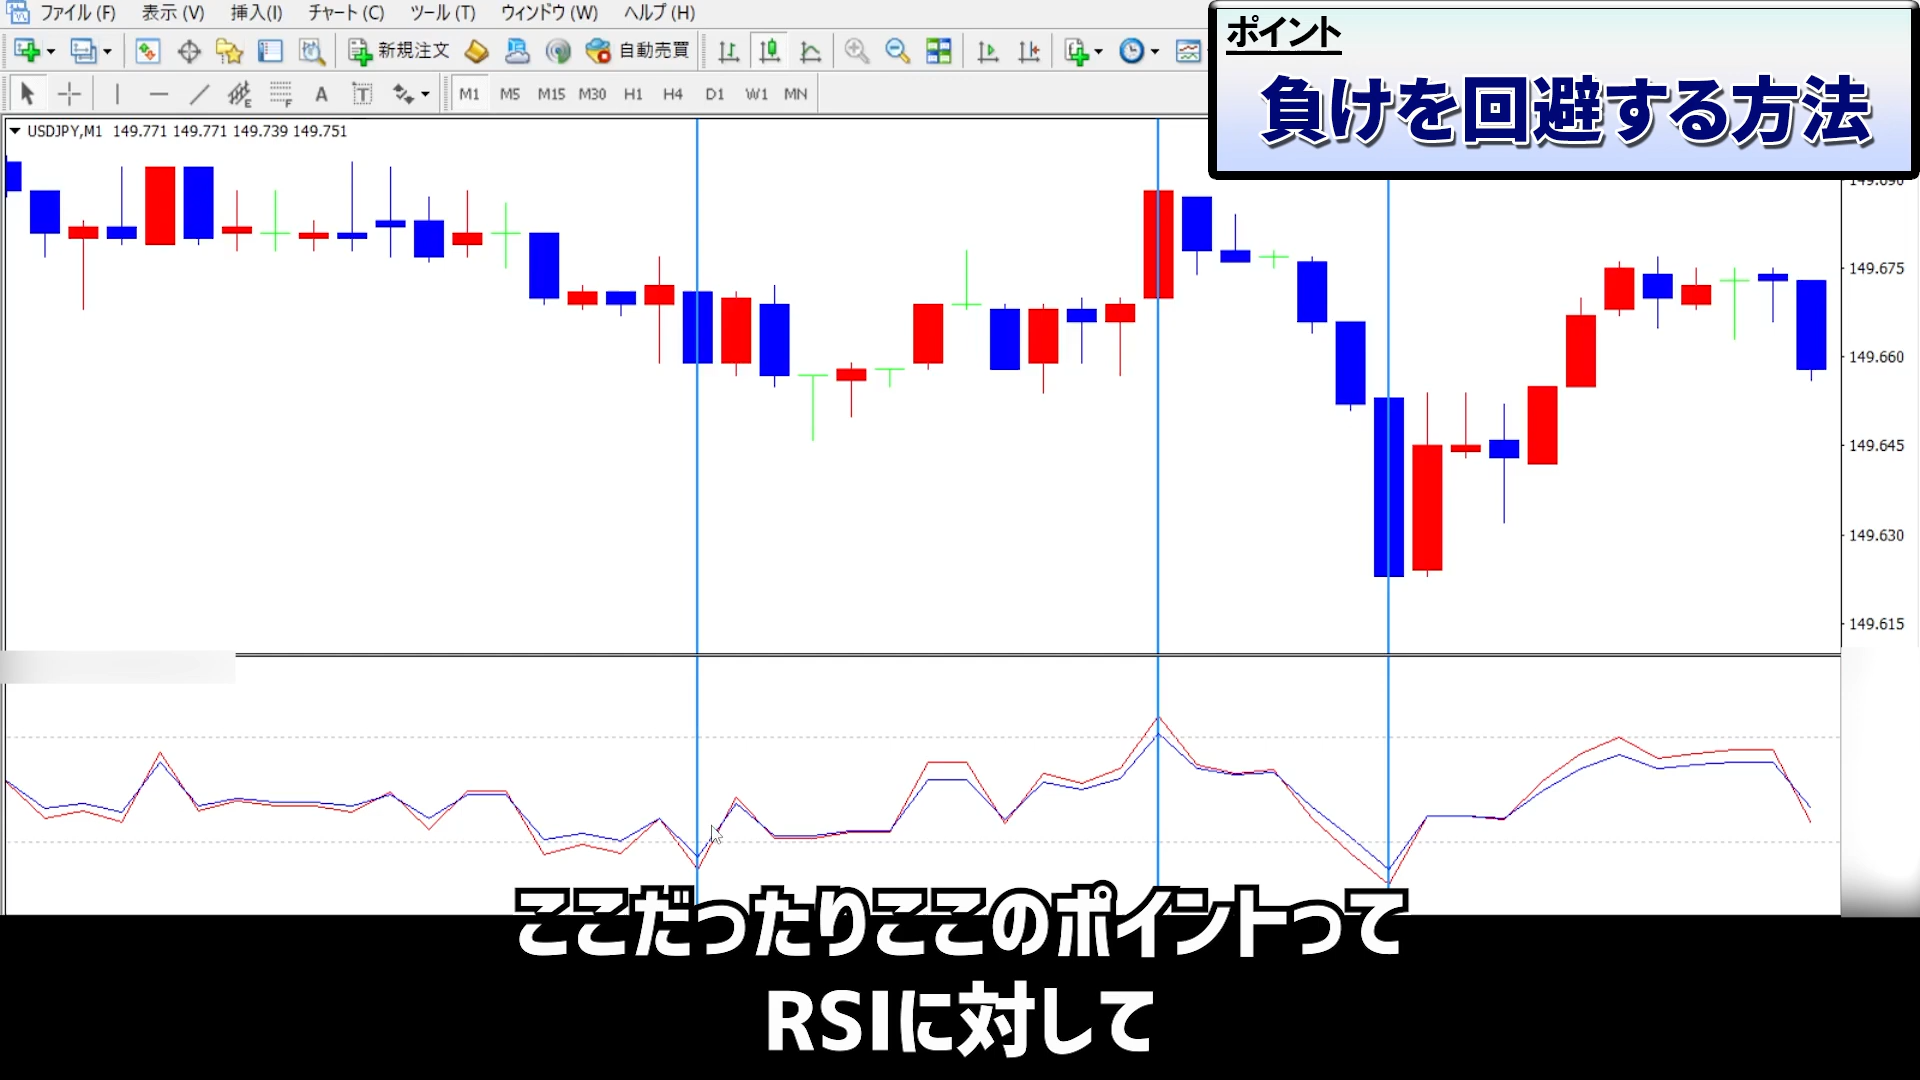 ファイル (F) 表示 (V) 挿入(I) チャート (C) ツール (T) ウィンドウ (W) ヘルプ (H)
新規注文 自動売買
E F A T M1 M5 M15 M30 H1 H4 D1 W1 MN
ポイント
負けを回避する方法
USDJPY,M1 149.771 149.771 149.739 149.751
149.690
149.675
149.660
149.645
149.630
149.615
ここだったりここのポイントって
RSIに対して